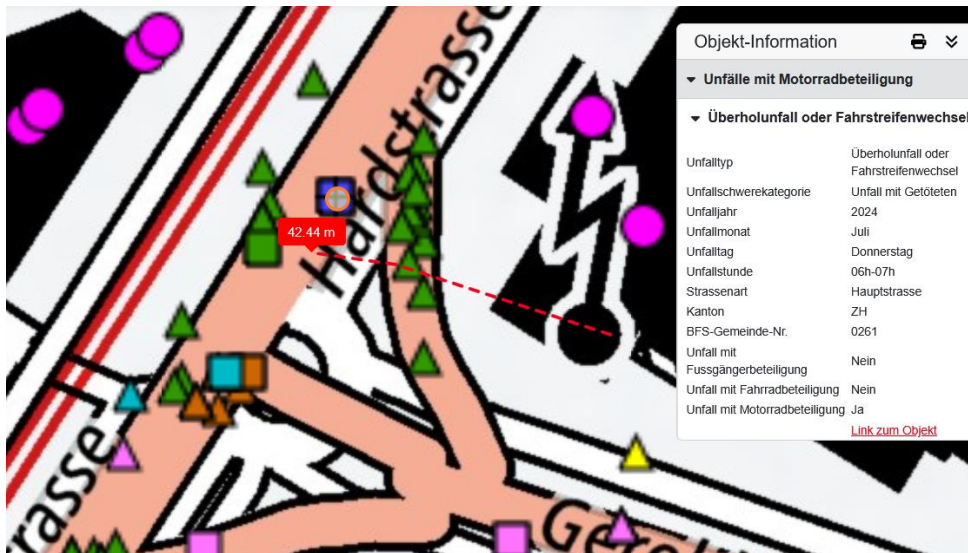 Hardstrasse
42.44 m
rasse
Gerol
Objekt-Information
Unfälle mit Motorradbeteiligung
Überholunfall oder Fahrstreifenwechsel
Unfalltyp Überholunfall oder
Fahrstreifenwechsel
Unfallschwerekategorie Unfall mit Getöteten
Unfalljahr 2024
Unfallmonat Juli
Unfalltag Donnerstag
Unfallstunde 06h-07h
Strassenart Hauptstrasse
Kanton ZH
BFS-Gemeinde-Nr. 0261
Unfall mit
Fussgängerbeteiligung Nein
Unfall mit Fahrradbeteiligung Nein
Unfall mit Motorradbeteiligung Ja
Link zum Objekt